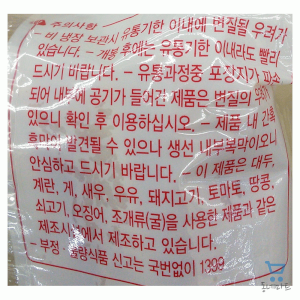 주의사항
- 비 냉장 보관시 유통기한 이내에 변질될 우려가
있습니다. - 개봉 후에는 유통기한 이내라도 빨리
드시기 바랍니다. - 유통과정중 포장지가 파손
되어 내부에 공기가 들어간 제품은 변질의
있으니 확인 후 이용하십시오. - 제품 내 간혹
발견될 수 있으나 생선 내부복막이오니
안심하고 드시기 바랍니다. - 이 제품은 대두,
계란, 게, 새우, 우유, 돼지고기, 토마토, 땅콩,
쇠고기, 오징어, 조개류(굴)을 사용한 제품과 같은
제조시설에서 제조하고 있습니다.
- 부정 · 불량식품 신고는 국번없이 1399
동네마트